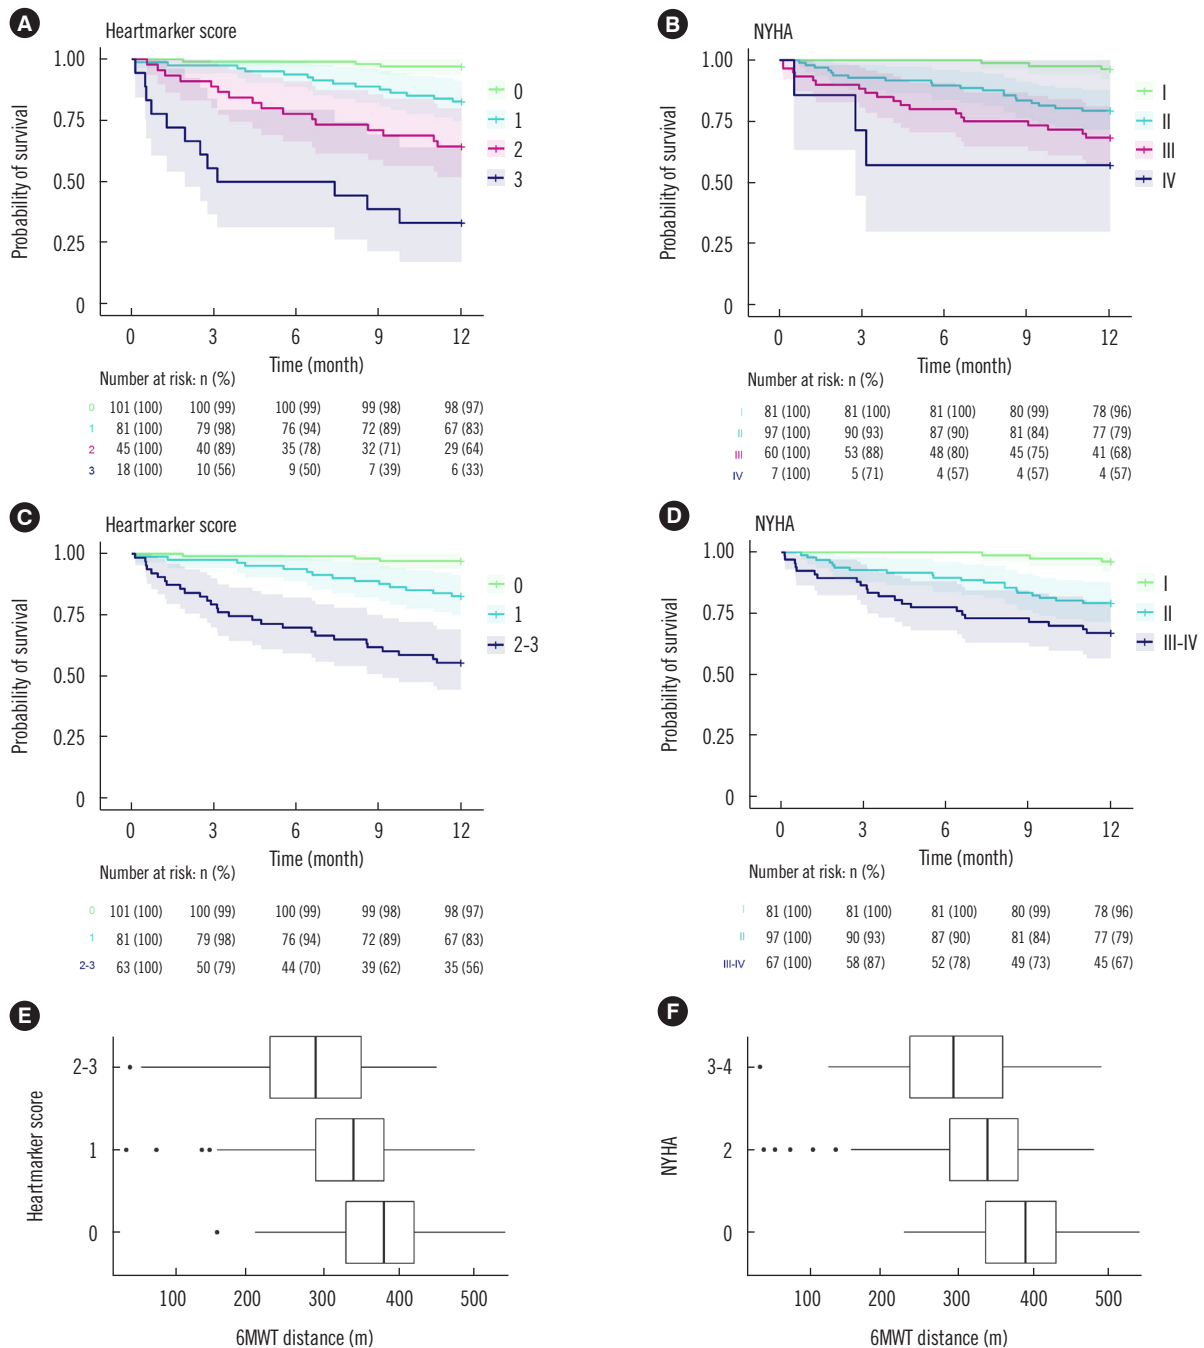 A
Heartmarker score
1.00
0.75
0.50
0.25
0
Probability of survival
0
3
6
9
12
Time (month)
0
1
2
3
Number at risk: n (%)
0 101 (100) 100 (99) 100 (99) 99 (98) 98 (97)
1 81 (100) 79 (98) 76 (94) 72 (89) 67 (83)
2 45 (100) 40 (89) 35 (78) 32 (71) 29 (64)
3 18 (100) 10 (56) 9 (50) 7 (39) 6 (33)
B
NYHA
1.00
0.75
0.50
0.25
0
Probability of survival
0
3
6
9
12
Time (month)
I
II
III
IV
Number at risk: n (%)
I 81 (100) 81 (100) 81 (100) 80 (99) 78 (96)
II 97 (100) 90 (93) 87 (90) 81 (84) 77 (79)
III 60 (100) 53 (88) 48 (80) 45 (75) 41 (68)
IV 7 (100) 5 (71) 4 (57) 4 (57) 4 (57)
C
Heartmarker score
1.00
0.75
0.50
0.25
0
Probability of survival
0
3
6
9
12
Time (month)
0
1
2-3
Number at risk: n (%)
0 101 (100) 100 (99) 100 (99) 99 (98) 98 (97)
1 81 (100) 79 (98) 76 (94) 72 (89) 67 (83)
2-3 63 (100) 50 (79) 44 (70) 39 (62) 35 (56)
D
NYHA
1.00
0.75
0.50
0.25
0
Probability of survival
0
3
6
9
12
Time (month)
I
II
III-IV
Number at risk: n (%)
I 81 (100) 81 (100) 81 (100) 80 (99) 78 (96)
II 97 (100) 90 (93) 87 (90) 81 (84) 77 (79)
III-IV 67 (100) 58 (87) 52 (78) 49 (73) 45 (67)
E
Heartmarker score
2-3
1
0
100
200
300
400
500
6MWT distance (m)
F
NYHA
3-4
2
0
100
200
300
400
500
6MWT distance (m)